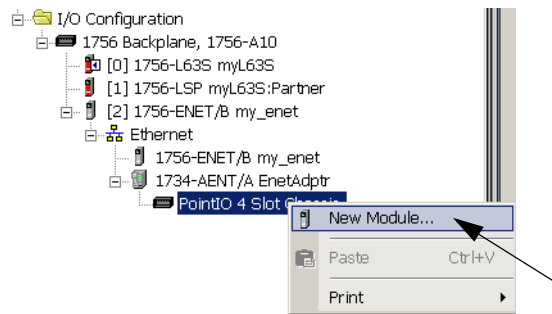 I/O Configuration
1756 Backplane, 1756-A10
[0] 1756-L63S myL63S
[1] 1756-LSP myL63S:Partner
[2] 1756-ENET/B my_enet
Ethernet
1756-ENET/B my_enet
1734-AENT/A EnetAdptr
PointIO 4 Slot Chassis
New Module...
Paste Ctrl+V
Print